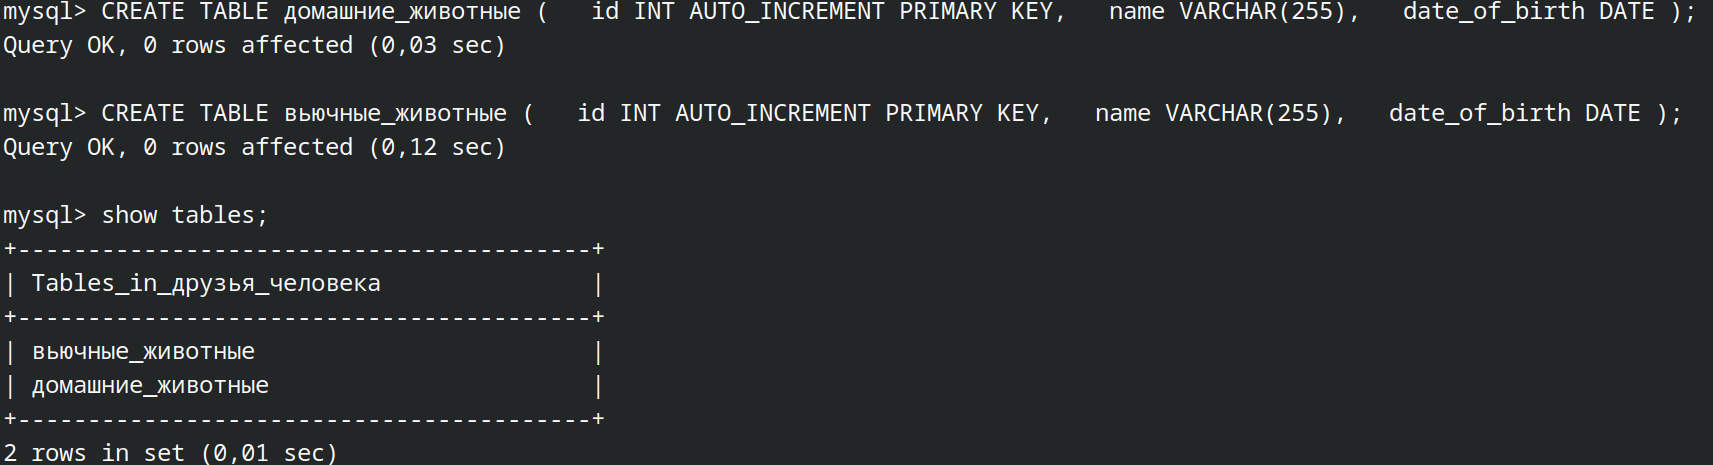 mysql> CREATE TABLE домашние_животные (   id INT AUTO_INCREMENT PRIMARY KEY,   name VARCHAR(255),   date_of_birth DATE );
Query OK, 0 rows affected (0,03 sec)

mysql> CREATE TABLE вьючные_животные (   id INT AUTO_INCREMENT PRIMARY KEY,   name VARCHAR(255),   date_of_birth DATE );
Query OK, 0 rows affected (0,12 sec)

mysql> show tables;
+-----------------------------------------+
| Tables_in_друзья_человека               |
+-----------------------------------------+
| вьючные_животные                        |
| домашние_животные                       |
+-----------------------------------------+
2 rows in set (0,01 sec)